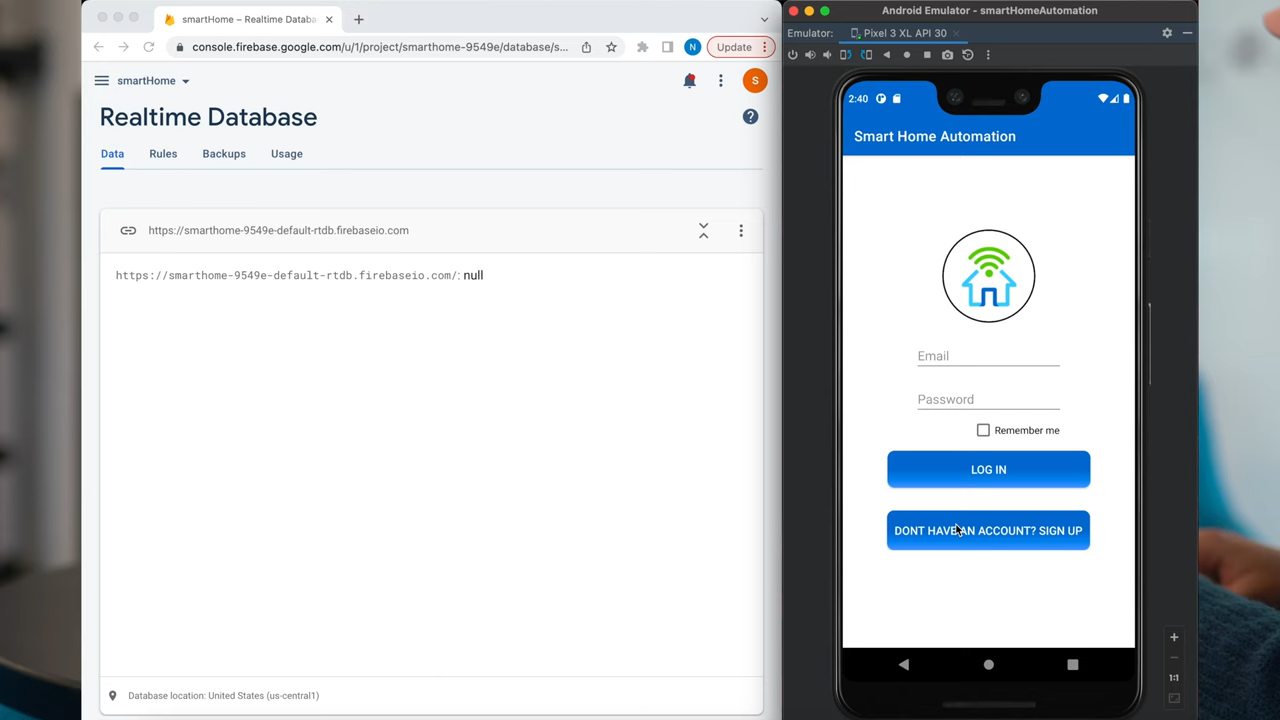 smartHome – Realtime Databa
console.firebase.google.com/u/1/project/smarthome-9549e/database/s...
N
Update
smartHome
S
Realtime Database
Data
Rules
Backups
Usage
https://smarthome-9549e-default-rtdb.firebaseio.com
https://smarthome-9549e-default-rtdb.firebaseio.com/: null
Database location: United States (us-central1)
Android Emulator - smartHomeAutomation
Emulator:
Pixel 3 XL API 30
2:40
Smart Home Automation
Email
Password
Remember me
LOG IN
DONT HAVE AN ACCOUNT? SIGN UP
1:1